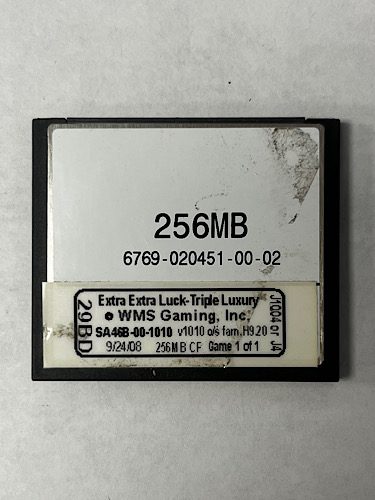 256MB
6769-020451-00-02
Extra Extra Luck-Triple Luxury
© WMS Gaming, Inc.
SA46B-00-1010 v1010 o/s fam.H9.20
9/24/08 256MB CF Game 1 of 1
29BD
J1004 or J4